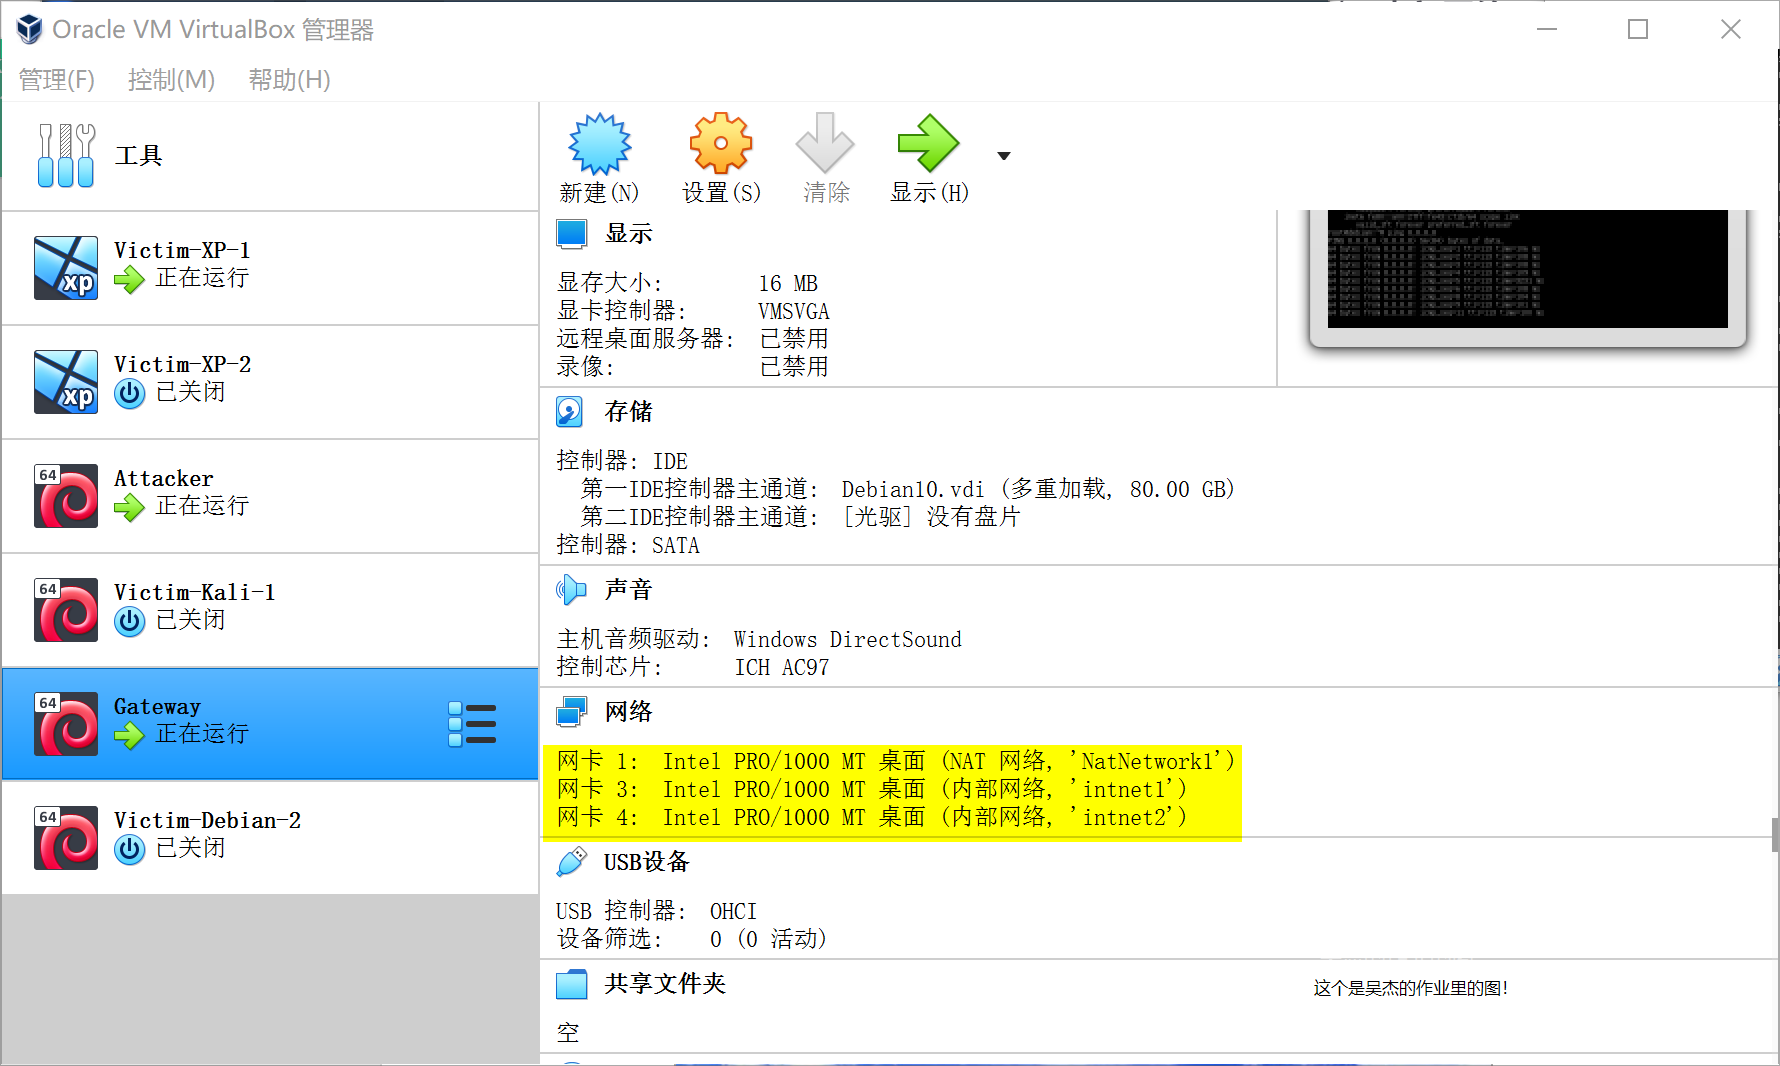 Oracle VM VirtualBox 管理器
管理(F) 控制(M) 帮助(H)
工具
新建(N) 设置(S) 清除 显示(H)
Victim-XP-1
正在运行
Victim-XP-2
已关闭
64
Attacker
正在运行
64
Victim-Kali-1
已关闭
64
Gateway
正在运行
64
Victim-Debian-2
已关闭
显示
显存大小: 16 MB
显卡控制器: VMSVGA
远程桌面服务器: 已禁用
录像: 已禁用
存储
控制器: IDE
第一IDE控制器主通道: Debian10.vdi (多重加载, 80.00 GB)
第二IDE控制器主通道: [光驱] 没有盘片
控制器: SATA
声音
主机音频驱动: Windows DirectSound
控制芯片: ICH AC97
网络
网卡 1: Intel PRO/1000 MT 桌面 (NAT 网络, 'NatNetwork1')
网卡 3: Intel PRO/1000 MT 桌面 (内部网络, 'intnet1')
网卡 4: Intel PRO/1000 MT 桌面 (内部网络, 'intnet2')
USB设备
USB 控制器: OHCI
设备筛选: 0 (0 活动)
共享文件夹
空
这个是吴杰的作业里的图!